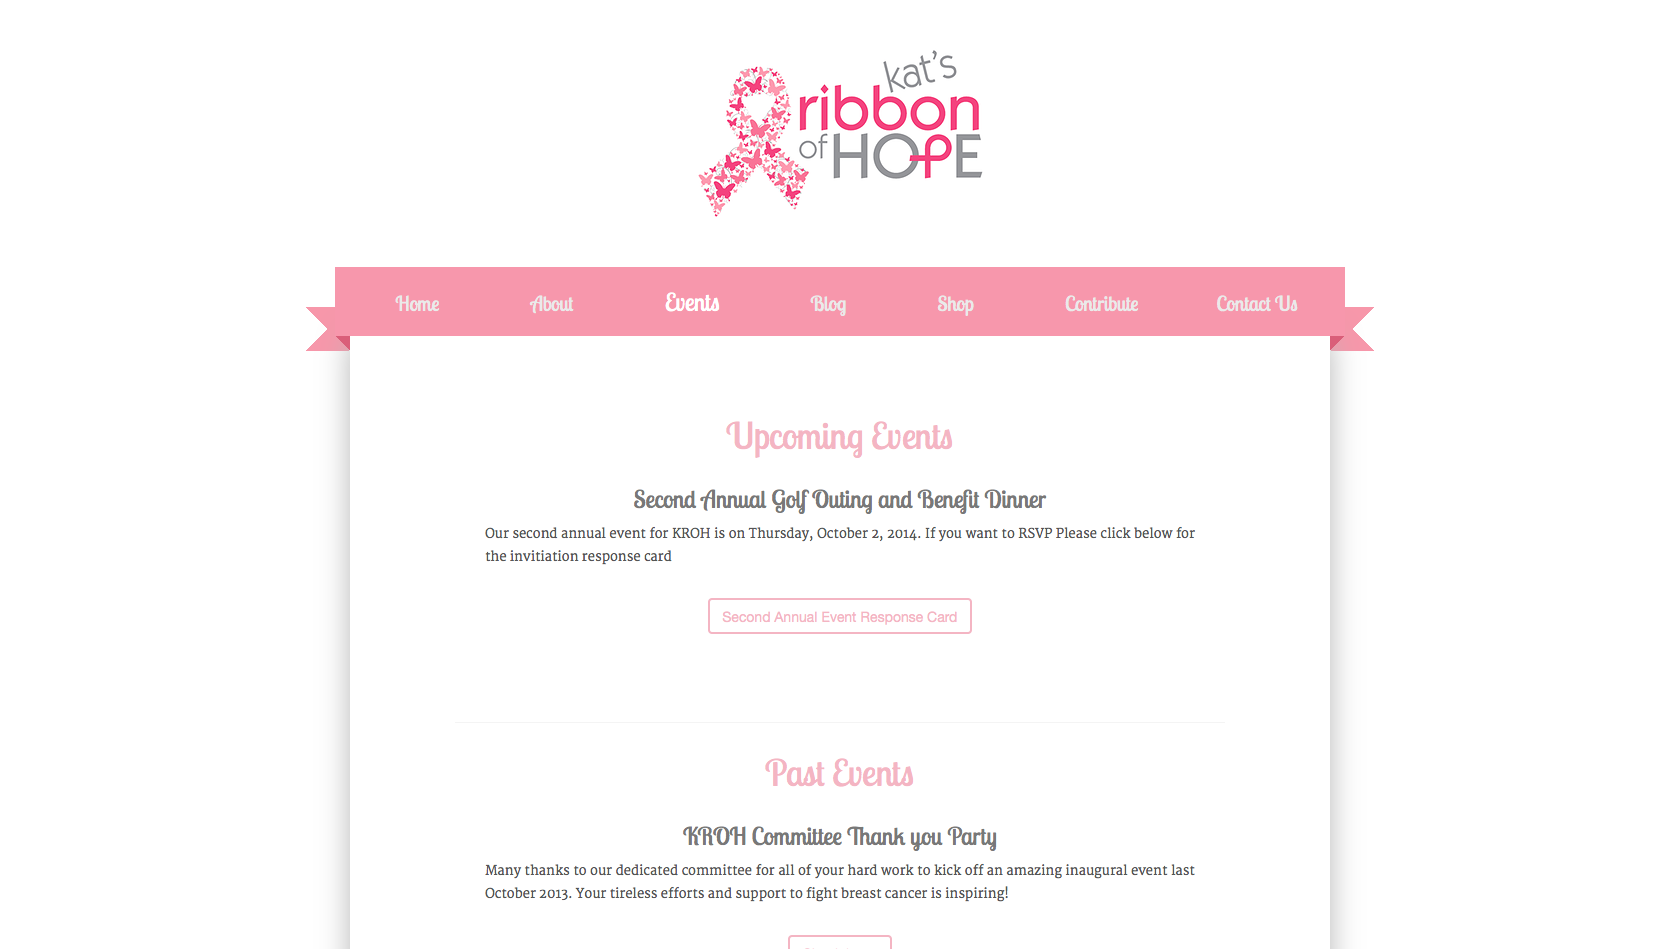 kat's
ribbon
of HOPE
Home About Events Blog Shop Contribute Contact Us
Upcoming Events
Second Annual Golf Outing and Benefit Dinner
Our second annual event for KROH is on Thursday, October 2, 2014. If you want to RSVP Please click below for
the invitiation response card
Second Annual Event Response Card
Past Events
KROH Committee Thank you Party
Many thanks to our dedicated committee for all of your hard work to kick off an amazing inaugural event last
October 2013. Your tireless efforts and support to fight breast cancer is inspiring!